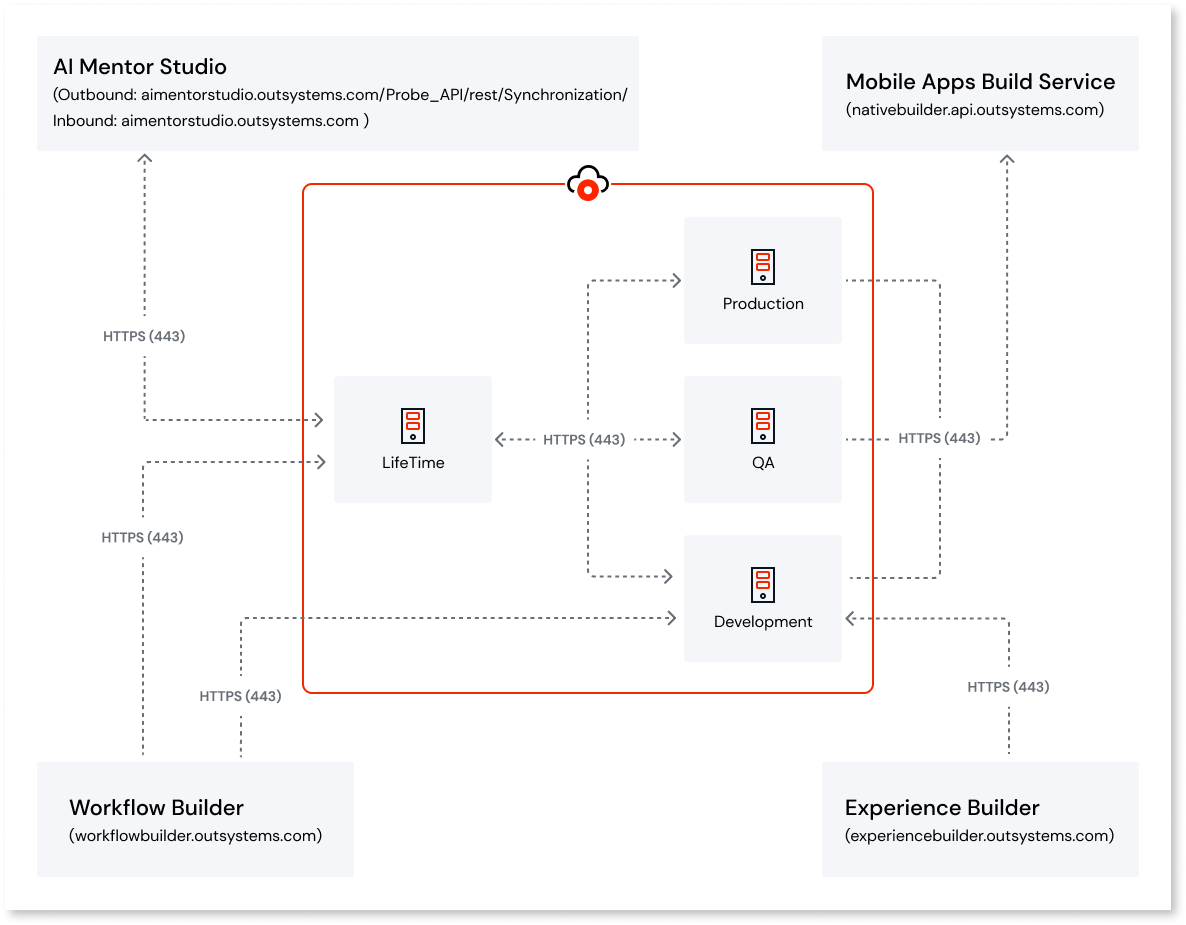 AI Mentor Studio
(Outbound: aimentorstudio.outsystems.com/Probe_API/rest/Synchronization/
Inbound: aimentorstudio.outsystems.com )
Mobile Apps Build Service
(nativebuilder.api.outsystems.com)
Production
HTTPS (443)
LifeTime
HTTPS (443)
QA
HTTPS (443)
HTTPS (443)
Development
HTTPS (443)
HTTPS (443)
Workflow Builder
(workflowbuilder.outsystems.com)
Experience Builder
(experiencebuilder.outsystems.com)